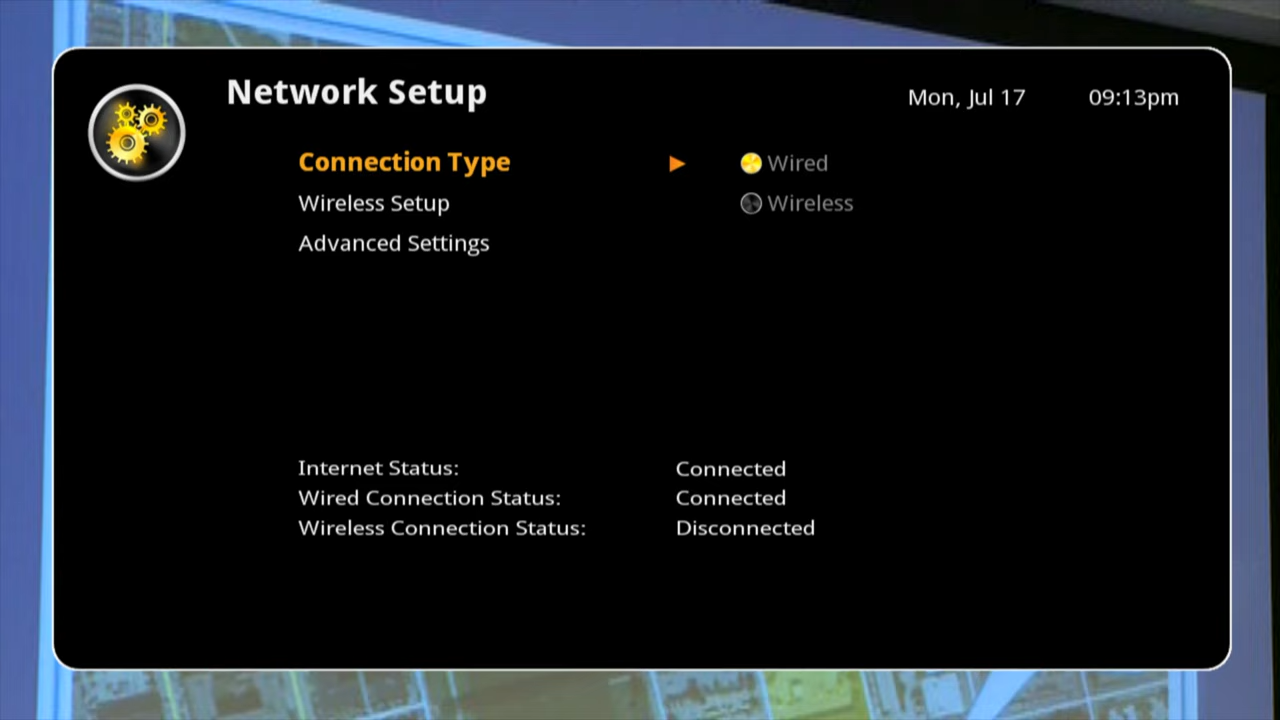 Network Setup
Mon, Jul 17 09:13pm
Connection Type Wired
Wireless Setup Wireless
Advanced Settings
Internet Status: Connected
Wired Connection Status: Connected
Wireless Connection Status: Disconnected